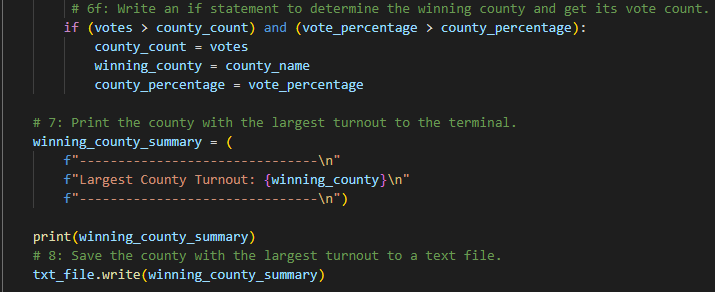 # 6f: Write an if statement to determine the winning county and get its vote count.
if (votes > county_count) and (vote_percentage > county_percentage):
county_count = votes
winning_county = county_name
county_percentage = vote_percentage
# 7: Print the county with the largest turnout to the terminal.
winning_county_summary = (
f"-------------------------------\n"
f"Largest County Turnout: {winning_county}\n"
f"-------------------------------\n")
print(winning_county_summary)
# 8: Save the county with the largest turnout to a text file.
txt_file.write(winning_county_summary)